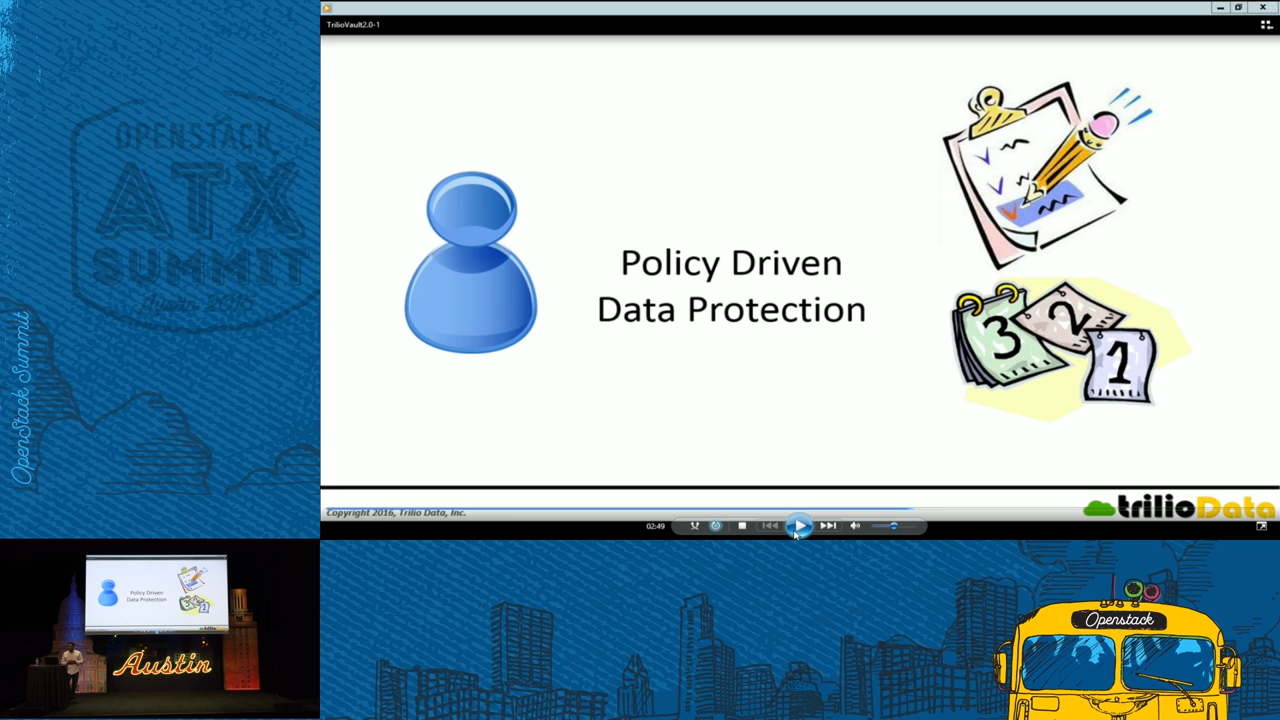 TrilioVault2.0-1
OPENSTACK
ATX
SUMMIT
OpenStack Summit
Policy Driven
Data Protection
3
2
1
Copyright 2016, Trilio Data, Inc.
trilioData
02:49
Policy Driven
Data Protection
Austin
Openstack